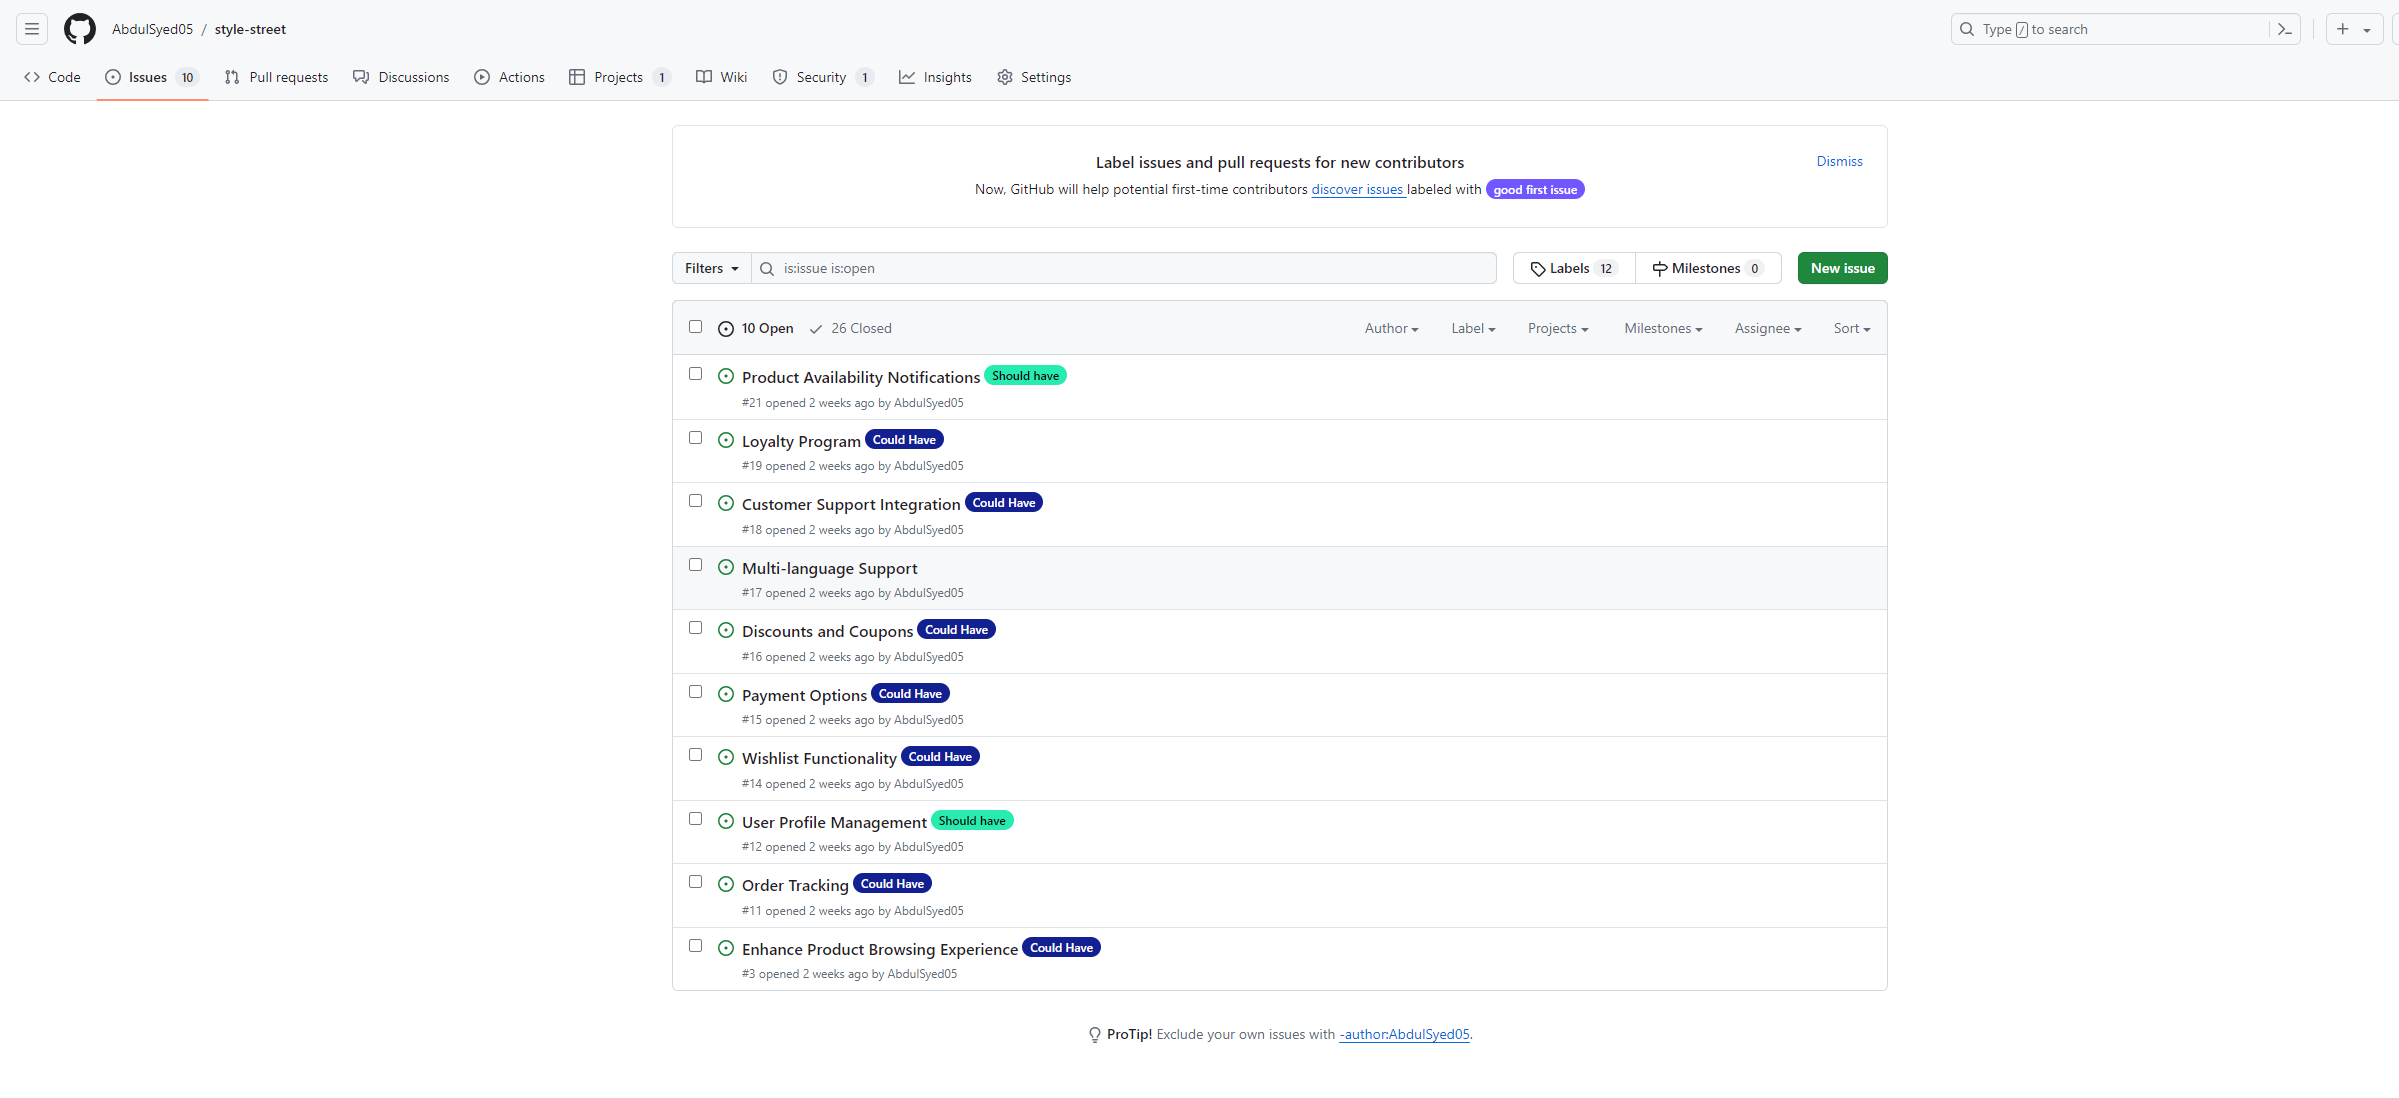 AbdulSyed05 / style-street
Type / to search
Code Issues 10 Pull requests Discussions Actions Projects 1 Wiki Security 1 Insights Settings
Label issues and pull requests for new contributors
Dismiss
Now, GitHub will help potential first-time contributors discover issues labeled with good first issue
Filters is:issue is:open Labels 12 Milestones 0 New issue
10 Open 26 Closed Author Label Projects Milestones Assignee Sort
Product Availability Notifications Should have
#21 opened 2 weeks ago by AbdulSyed05
Loyalty Program Could Have
#19 opened 2 weeks ago by AbdulSyed05
Customer Support Integration Could Have
#18 opened 2 weeks ago by AbdulSyed05
Multi-language Support
#17 opened 2 weeks ago by AbdulSyed05
Discounts and Coupons Could Have
#16 opened 2 weeks ago by AbdulSyed05
Payment Options Could Have
#15 opened 2 weeks ago by AbdulSyed05
Wishlist Functionality Could Have
#14 opened 2 weeks ago by AbdulSyed05
User Profile Management Should have
#12 opened 2 weeks ago by AbdulSyed05
Order Tracking Could Have
#11 opened 2 weeks ago by AbdulSyed05
Enhance Product Browsing Experience Could Have
#3 opened 2 weeks ago by AbdulSyed05
ProTip! Exclude your own issues with -author:AbdulSyed05.